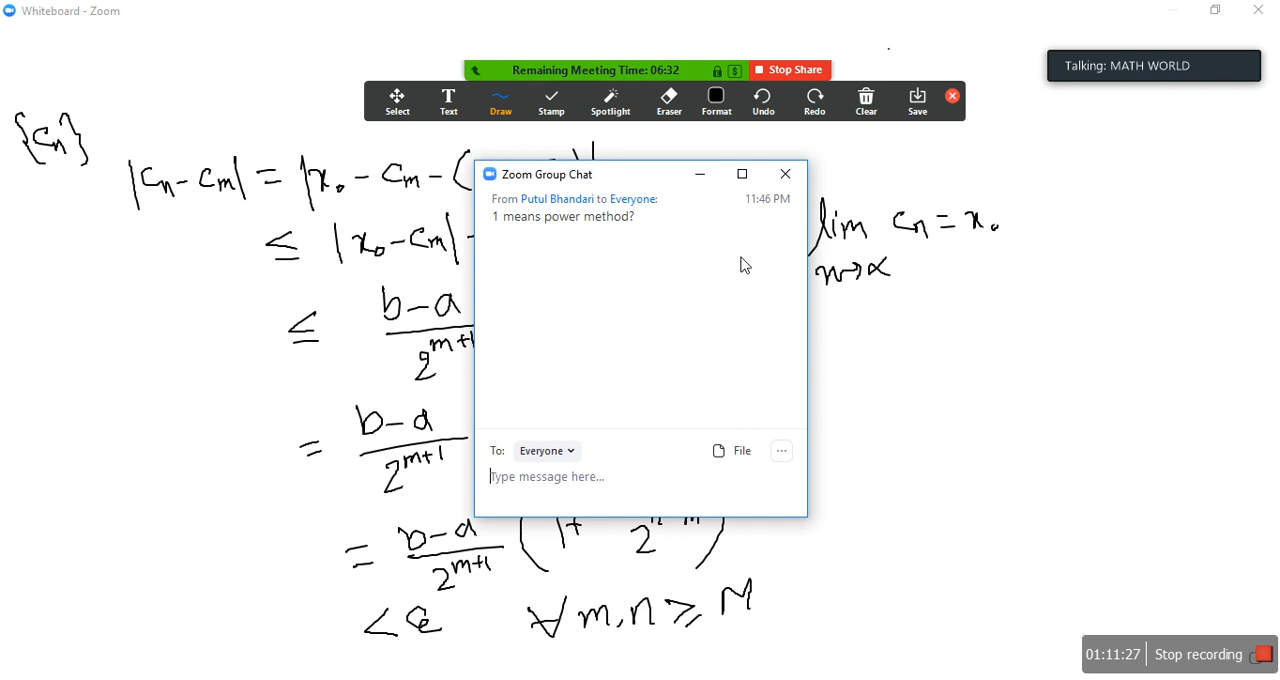 Whiteboard - Zoom
Talking: MATH WORLD
Remaining Meeting Time: 06:32
Stop Share
Select Text Draw Stamp Spotlight Eraser Format Undo Redo Clear Save
{Cn}
|Cn - Cm| = |x₀ - Cm - (
≤ |x₀ - Cm|
lim Cn = x₀
n→∝
≤ b-a / 2^(m+1)
= b-a / 2^(m+1)
= b-a / 2^(m+1) (1+
< ε ∀ m,n ≥ M
Zoom Group Chat
From Putul Bhandari to Everyone: 11:46 PM
1 means power method?
To: Everyone File ...
Type message here...
01:11:27 Stop recording